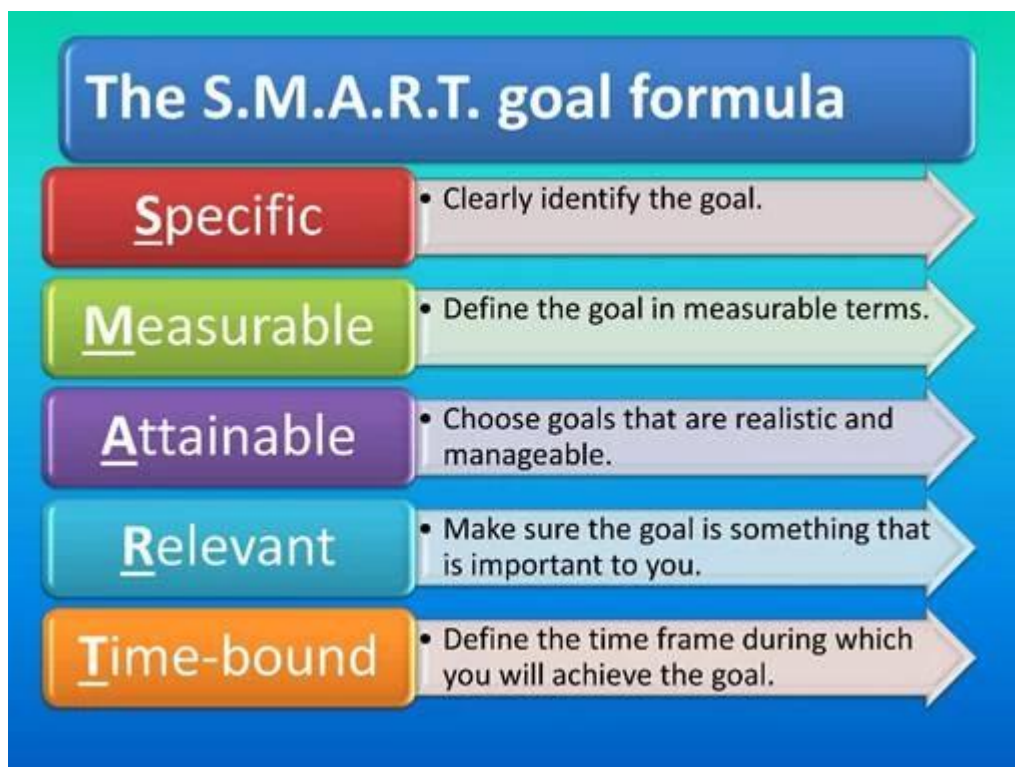 The S.M.A.R.T. goal formula
Specific
• Clearly identify the goal.
Measurable
• Define the goal in measurable terms.
Attainable
• Choose goals that are realistic and
manageable.
Relevant
• Make sure the goal is something that
is important to you.
Time-bound
• Define the time frame during which
you will achieve the goal.